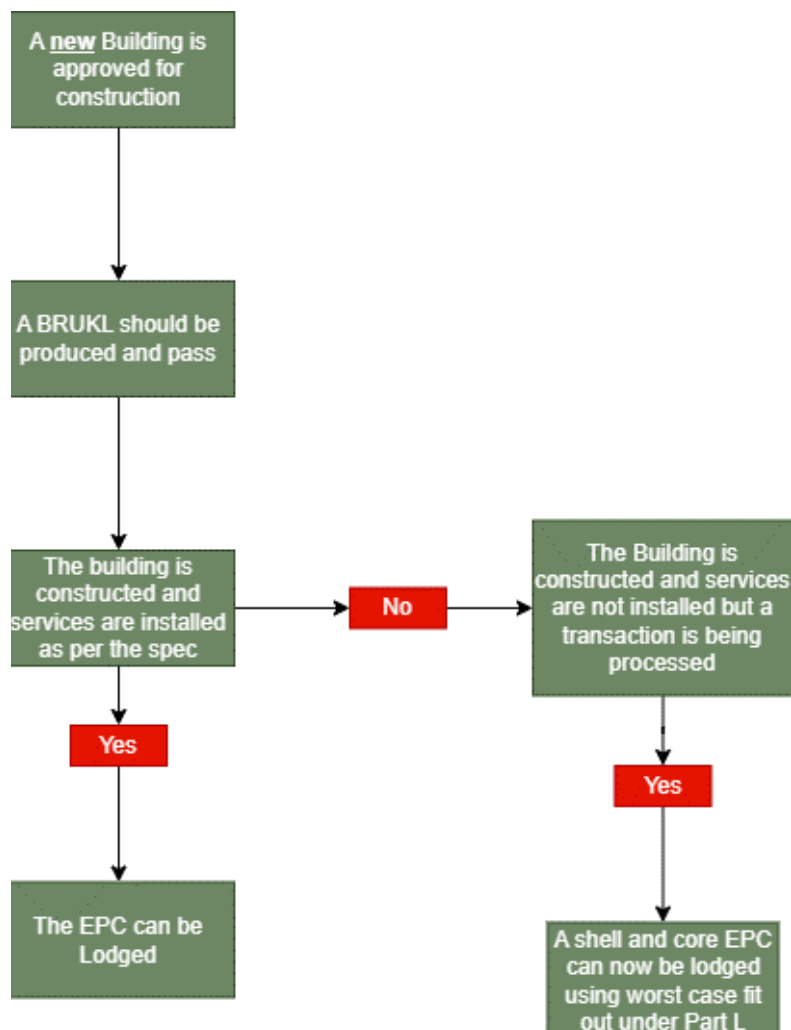 A new Building is
approved for
construction
A BRUKL should be
produced and pass
The building is
constructed and
services are installed
as per the spec
No
The Building is
constructed and services
are not installed but a
transaction is being
processed
Yes
Yes
The EPC can be
Lodged
A shell and core EPC
can now be lodged
using worst case fit
out under Part L